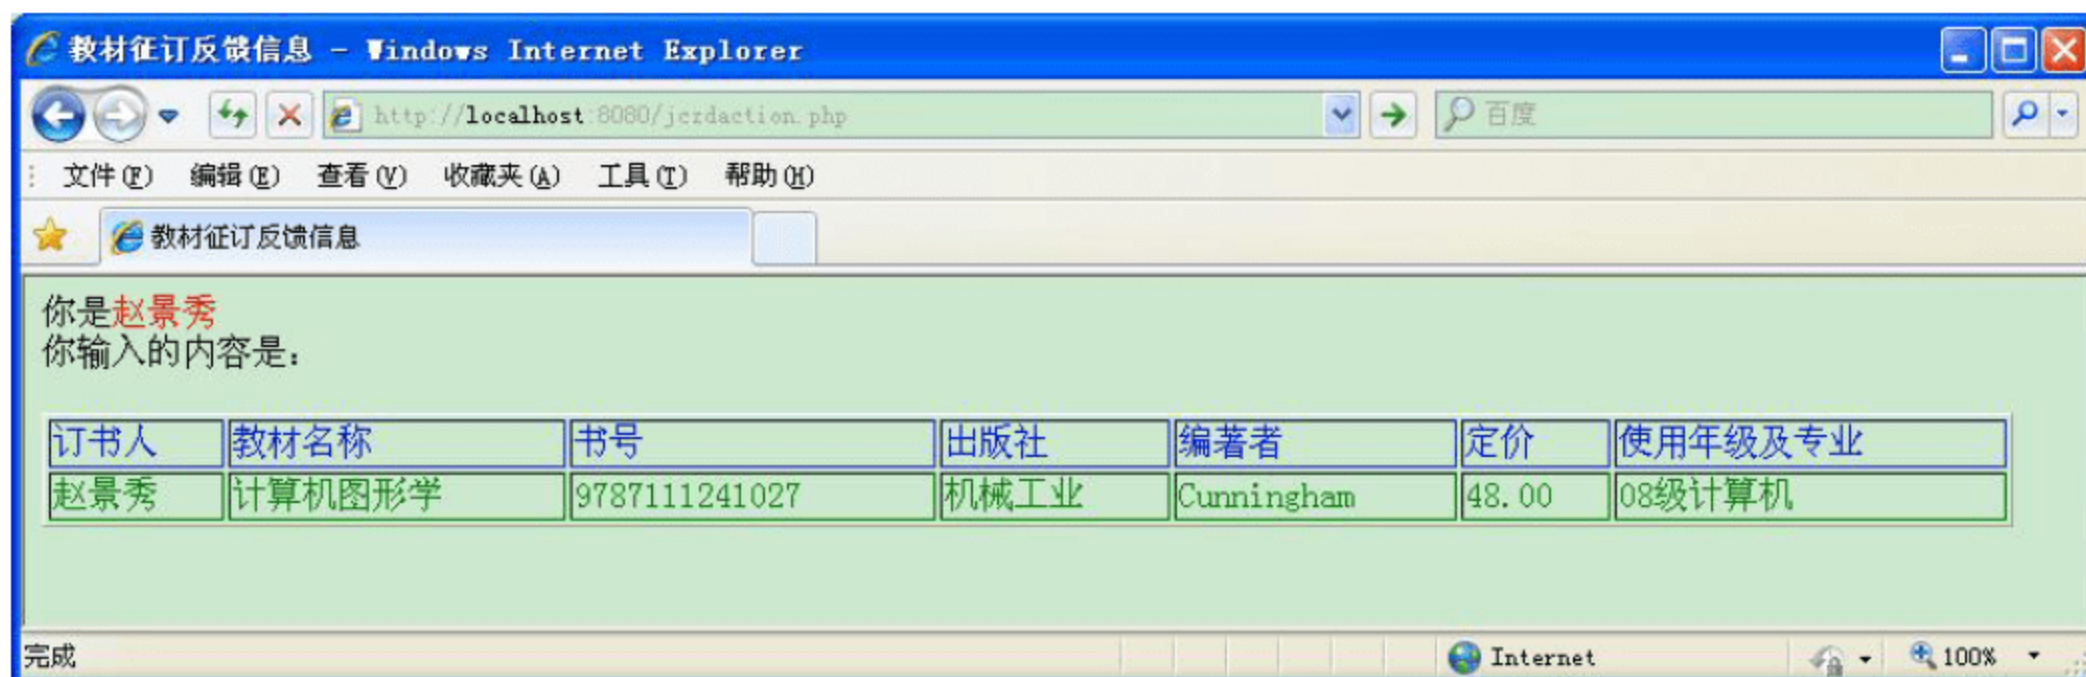 教材征订反馈信息 - Windows Internet Explorer
http://localhost:8080/jczdaction.php 百度
文件(F) 编辑(E) 查看(V) 收藏夹(A) 工具(T) 帮助(H)
教材征订反馈信息
你是赵景秀
你输入的内容是:
订书人 教材名称 书号 出版社 编著者 定价 使用年级及专业
赵景秀 计算机图形学 9787111241027 机械工业 Cunningham 48.00 08级计算机
完成 Internet 100%